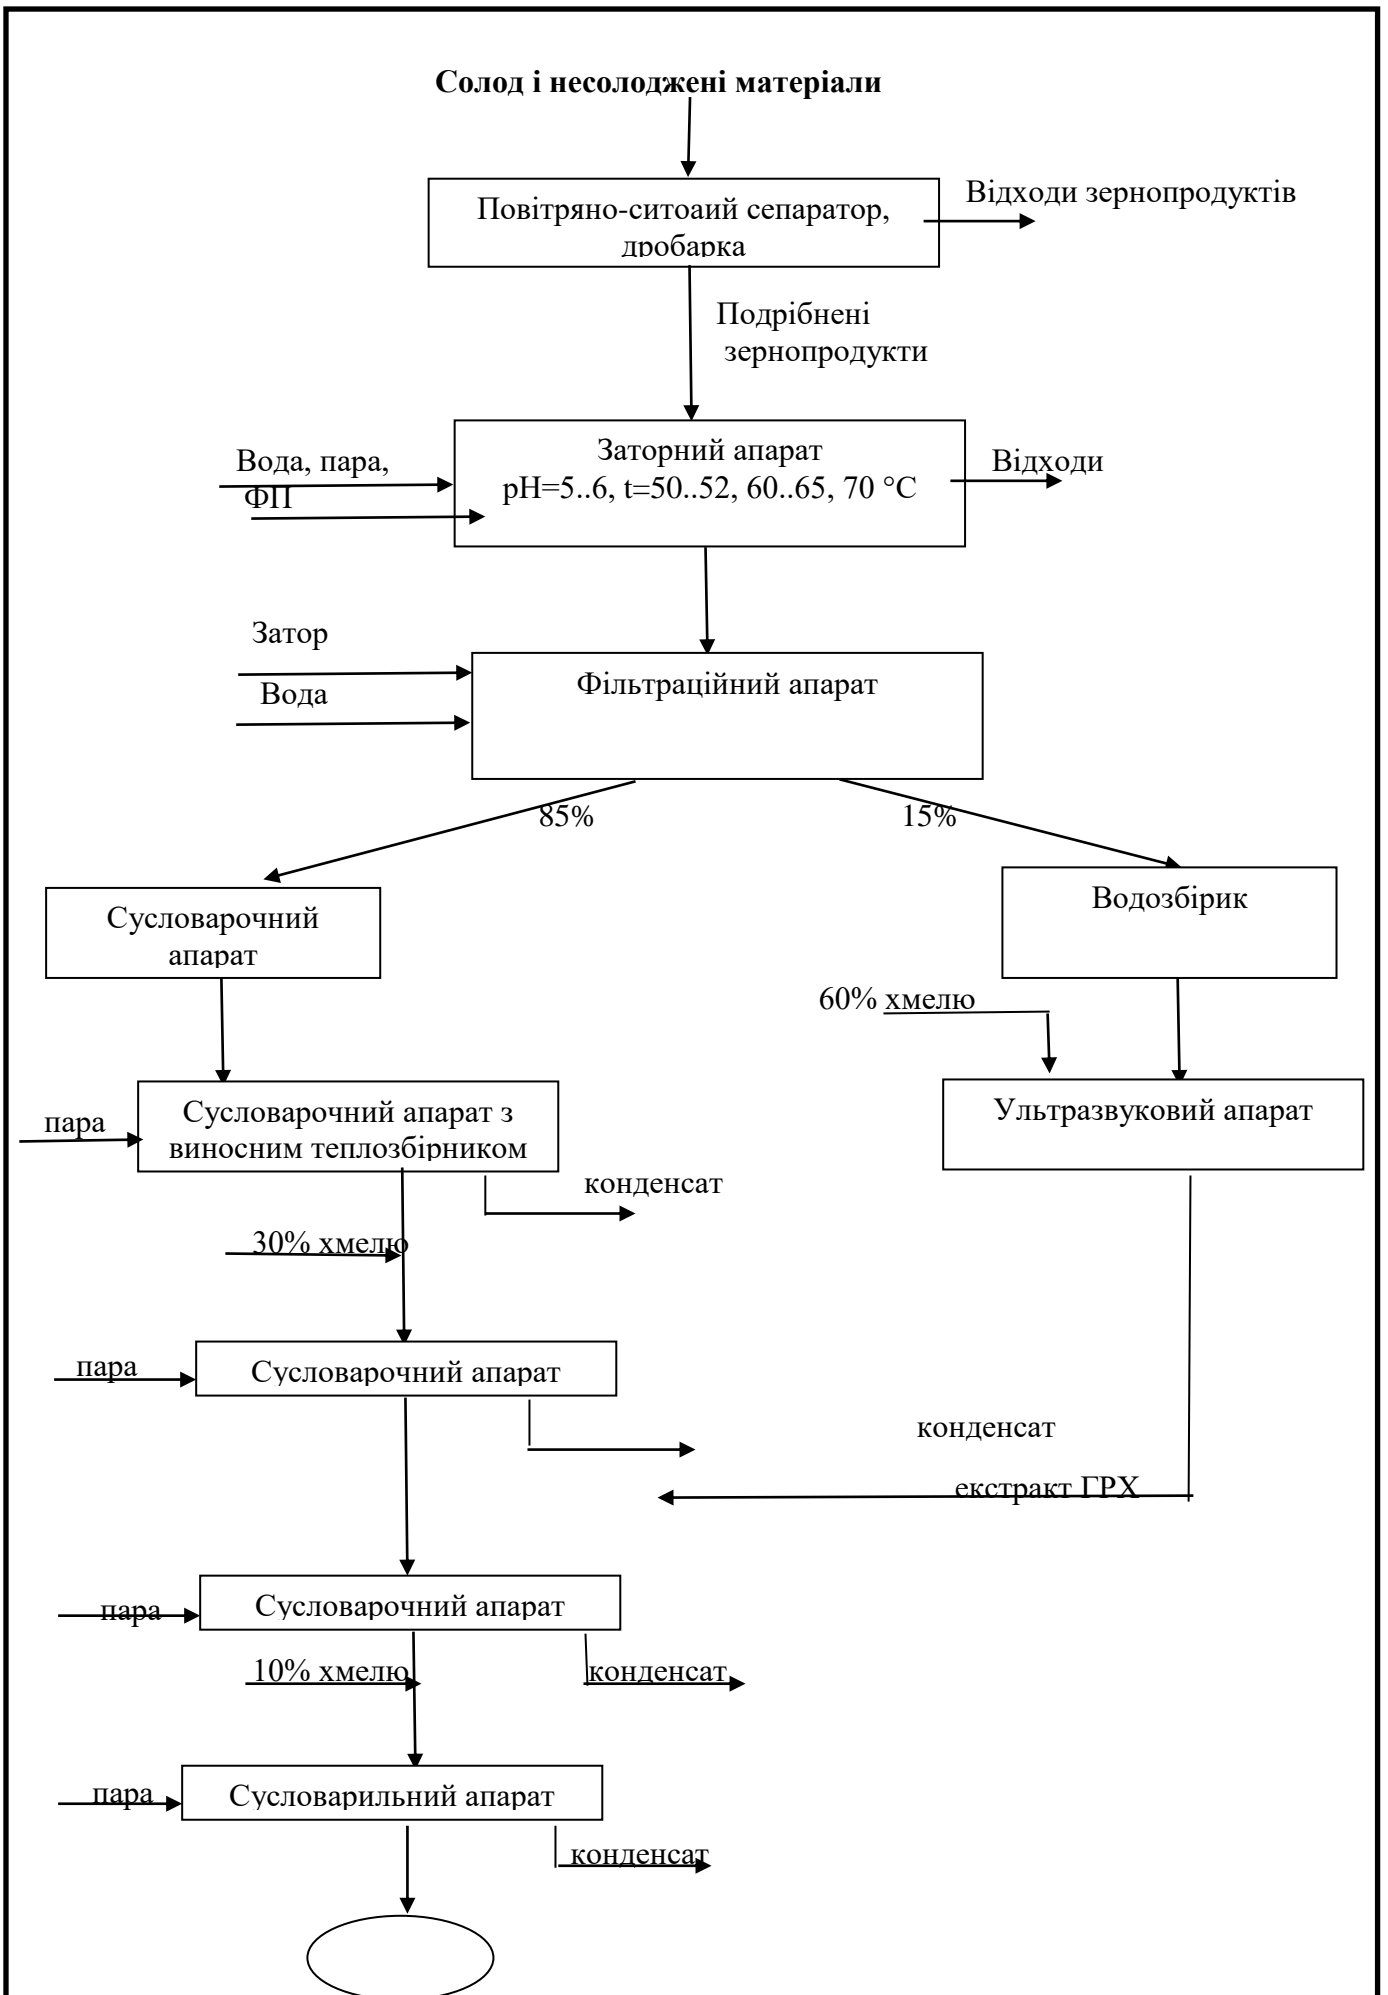 Солод і несолоджені матеріали
Повітряно-ситоаий сепаратор,
дробарка
Відходи зернопродуктів
Подрібнені
зернопродукти
Вода, пара,
ФП
Заторний апарат
рН=5..6, t=50..52, 60..65, 70 °С
Відходи
Затор
Вода
Фільтраційний апарат
85%
15%
Сусловарочний
апарат
Водозбірик
60% хмелю
пара
Сусловарочний апарат з
виносним теплозбірником
Ультразвуковий апарат
конденсат
30% хмелю
пара
Сусловарочний апарат
конденсат
екстракт ГРХ
пара
Сусловарочний апарат
10% хмелю
конденсат
пара
Сусловарильний апарат
конденсат